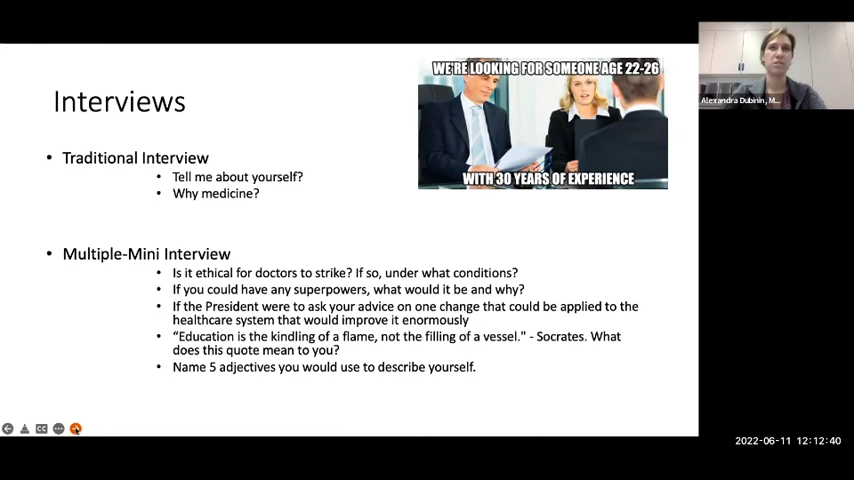 WE'RE LOOKING FOR SOMEONE AGE 22-26
WITH 30 YEARS OF EXPERIENCE
Alexandra Dubinin, M...
Interviews
• Traditional Interview
• Tell me about yourself?
• Why medicine?
• Multiple-Mini Interview
• Is it ethical for doctors to strike? If so, under what conditions?
• If you could have any superpowers, what would it be and why?
• If the President were to ask your advice on one change that could be applied to the
healthcare system that would improve it enormously
• “Education is the kindling of a flame, not the filling of a vessel." - Socrates. What
does this quote mean to you?
• Name 5 adjectives you would use to describe yourself.
CC
2022-06-11 12:12:40